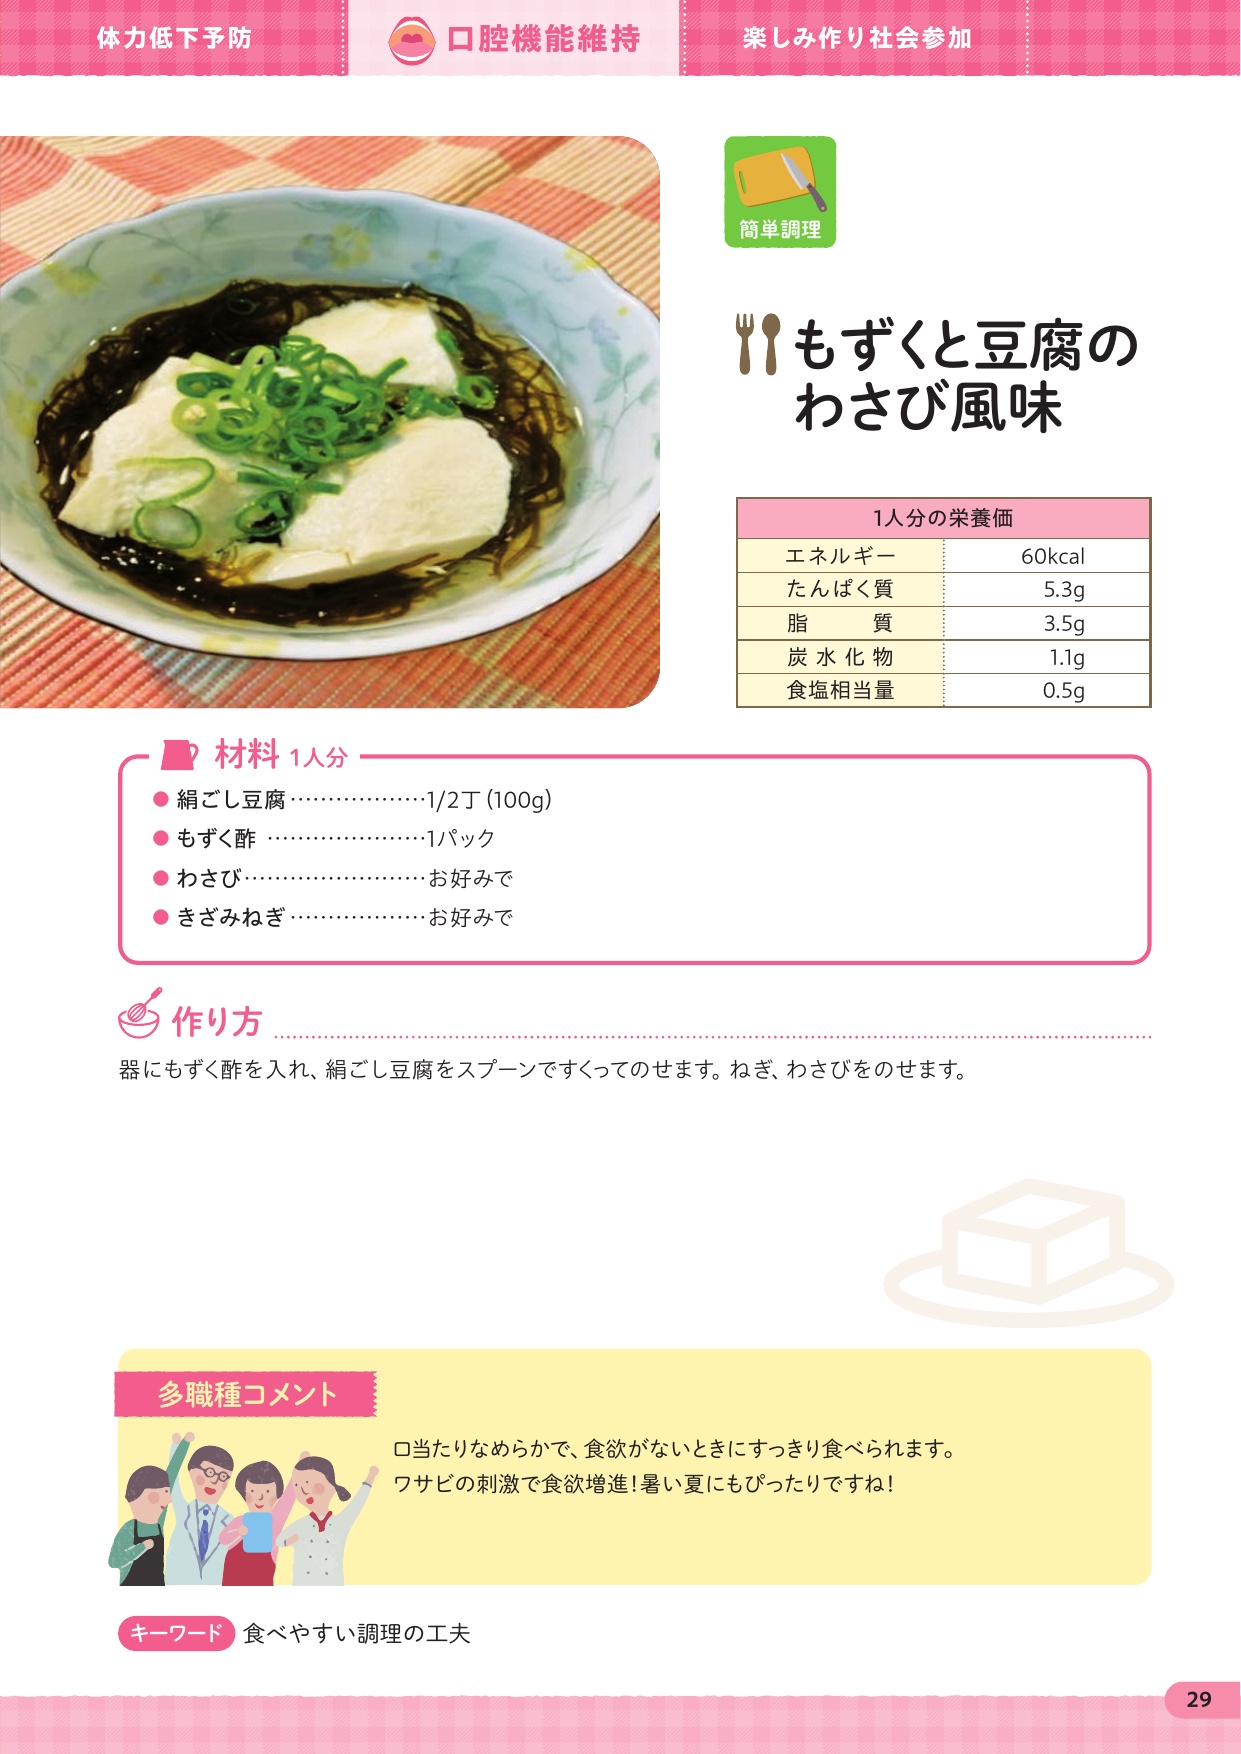 体力低下予防
口腔機能維持
楽しみ作り社会参加
簡単調理
もずくと豆腐の
わさび風味
1人分の栄養価
エネルギー 60kcal
たんぱく質 5.3g
脂　　質 3.5g
炭水化物 1.1g
食塩相当量 0.5g
材料 1人分
● 絹ごし豆腐………………1/2丁(100g)
● もずく酢…………………1パック
● わさび……………………お好みで
● きざみねぎ………………お好みで
作り方
器にもずく酢を入れ、絹ごし豆腐をスプーンですくってのせます。ねぎ、わさびをのせます。
多職種コメント
口当たりなめらかで、食欲がないときにすっきり食べられます。
ワサビの刺激で食欲増進!暑い夏にもぴったりですね!
キーワード 食べやすい調理の工夫
29